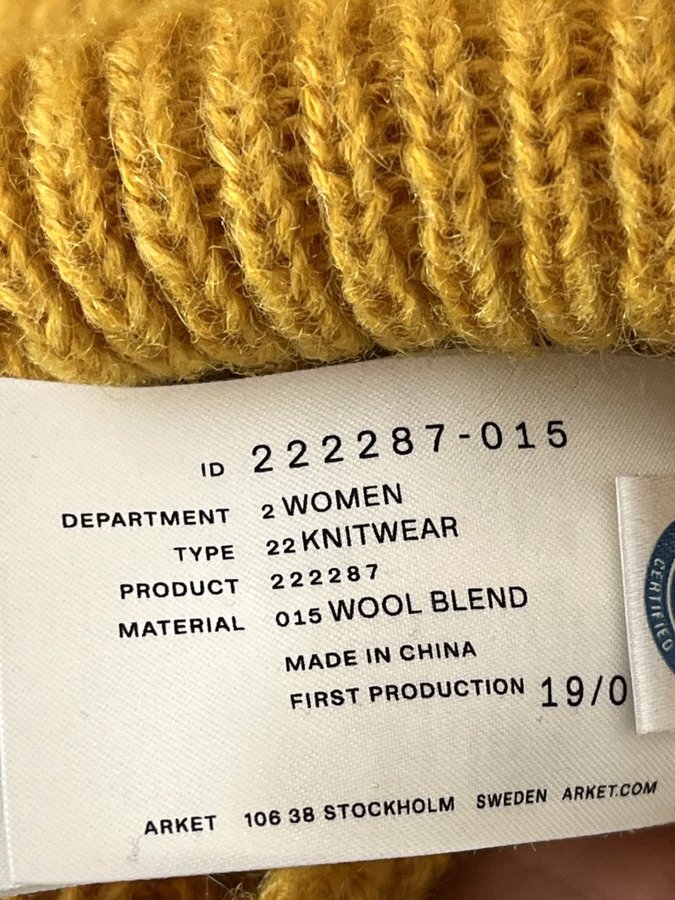 ID 222287-015
DEPARTMENT 2 WOMEN
TYPE 22 KNITWEAR
PRODUCT 222287
MATERIAL 015 WOOL BLEND
MADE IN CHINA
FIRST PRODUCTION 19/0
ARKET 106 38 STOCKHOLM SWEDEN ARKET.COM
CERTIFIED